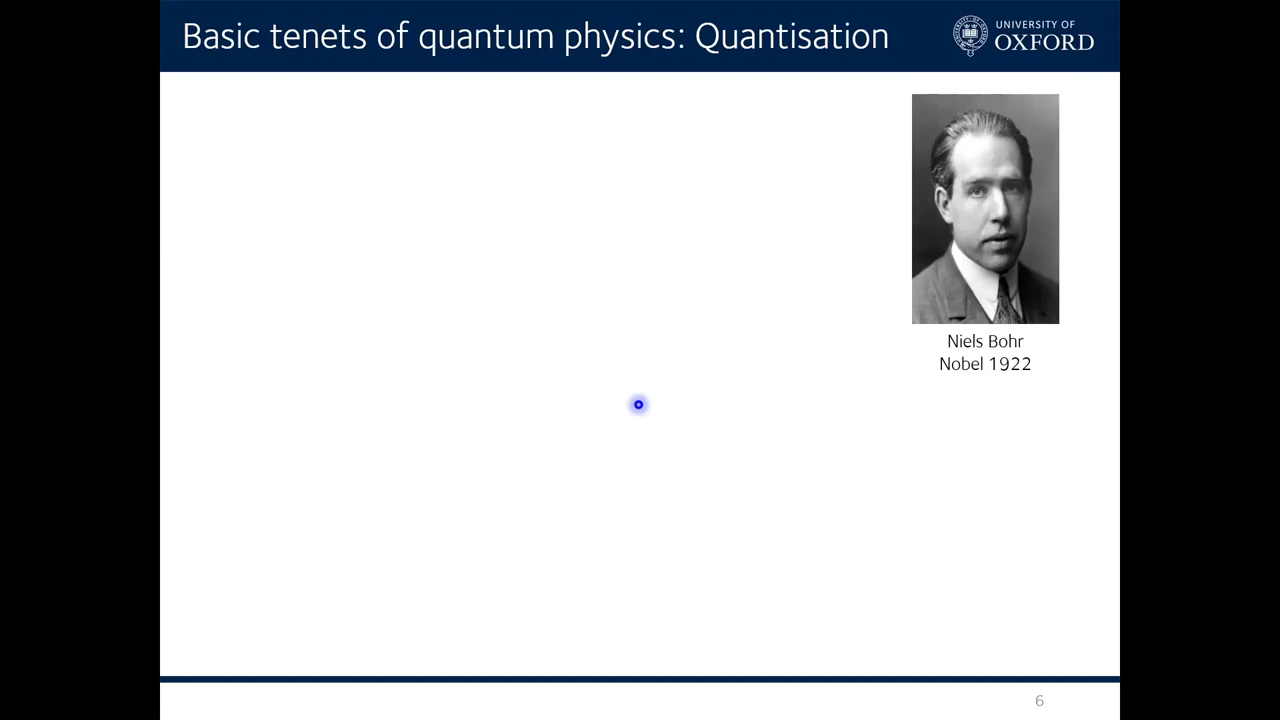 Basic tenets of quantum physics: Quantisation
UNIVERSITY OF
OXFORD
Niels Bohr
Nobel 1922
6